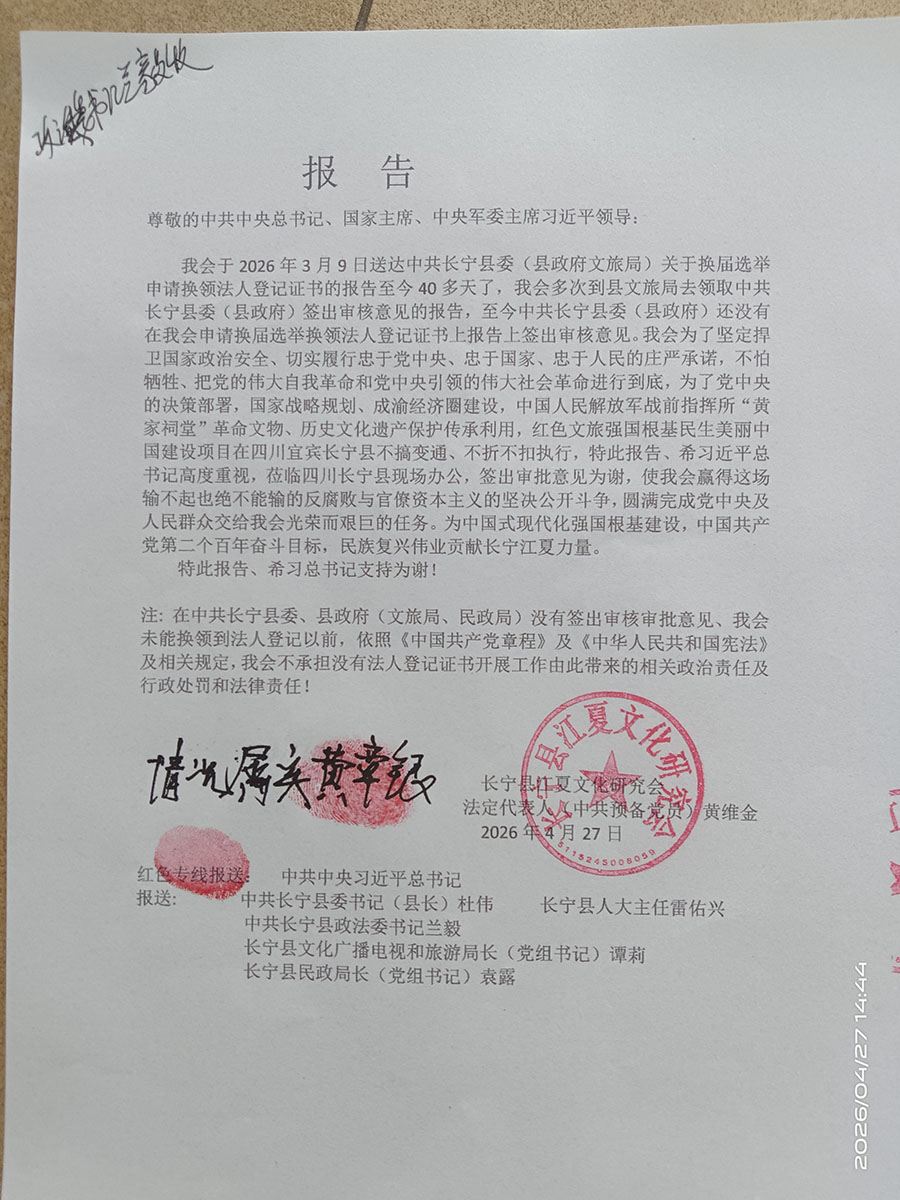 政法委书记兰毅收
报 告
尊敬的中共中央总书记、国家主席、中央军委主席习近平领导：
我会于 2026 年 3 月 9 日送达中共长宁县委（县政府文旅局）关于换届选举
申请换领法人登记证书的报告至今 40 多天了，我会多次到县文旅局去领取中共
长宁县委（县政府）签出审核意见的报告，至今中共长宁县委（县政府）还没有
在我会申请换届选举换领法人登记证书上报告上签出审核意见。我会为了坚定捍
卫国家政治安全、切实履行忠于党中央、忠于国家、忠于人民的庄严承诺，不怕
牺牲、把党的伟大自我革命和党中央引领的伟大社会革命进行到底，为了党中央
的决策部署，国家战略规划、成渝经济圈建设，中国人民解放军战前指挥所“黄
家祠堂”革命文物、历史文化遗产保护传承利用，红色文旅强国根基民生美丽中
国建设项目在四川宜宾长宁县不搞变通、不折不扣执行，特此报告、希习近平总
书记高度重视，莅临四川长宁县现场办公，签出审批意见为谢，使我会赢得这场
输不起也绝不能输的反腐败与官僚资本主义的坚决公开斗争，圆满完成党中央及
人民群众交给我会光荣而艰巨的任务。为中国式现代化强国根基建设，中国共产
党第二个百年奋斗目标，民族复兴伟业贡献长宁江夏力量。
特此报告、希习总书记支持为谢！
注：在中共长宁县委、县政府（文旅局、民政局）没有签出审核审批意见、我会
未能换领到法人登记以前，依照《中国共产党章程》及《中华人民共和国宪法》
及相关规定，我会不承担没有法人登记证书开展工作由此带来的相关政治责任及
行政处罚和法律责任！
情况属实 黄章银
长宁县江夏文化研究会
5115245008059
长宁县江夏文化研究会
法定代表人（中共预备党员）黄维金
2026 年 4 月 27 日
红色专线报送： 中共中央习近平总书记
报送： 中共长宁县委书记（县长）杜伟 长宁县人大主任雷佑兴
中共长宁县政法委书记兰毅
长宁县文化广播电视和旅游局长（党组书记）谭莉
长宁县民政局长（党组书记）袁露
2026/04/27 14:44